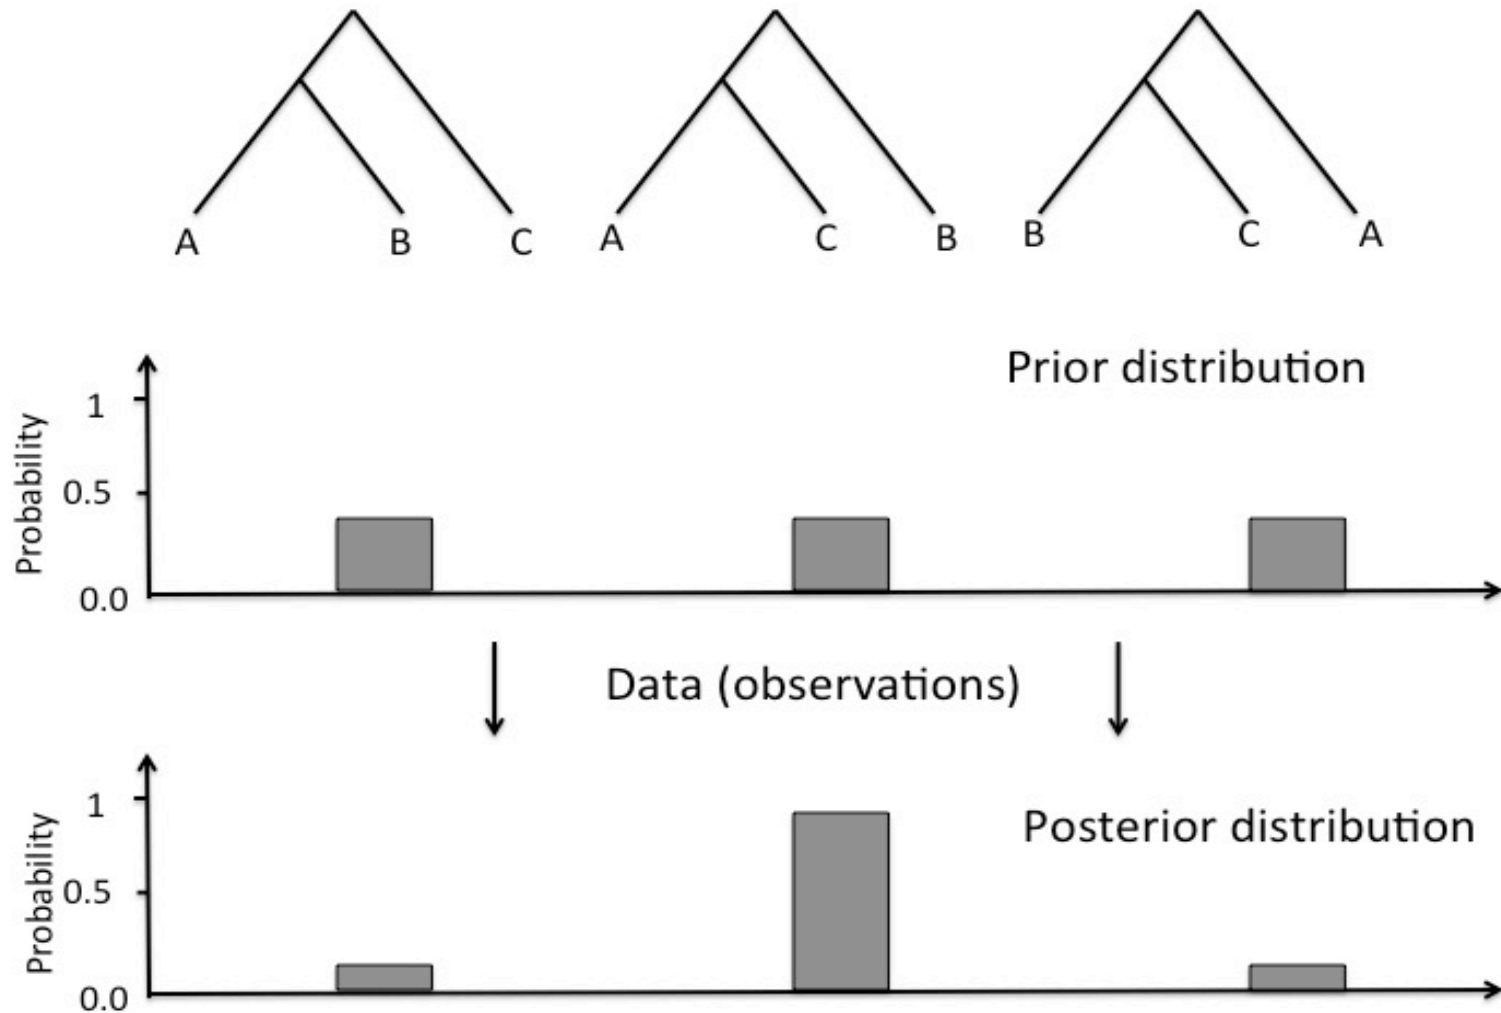 A B C A C B B C A
Prior distribution
Probability
1
0.5
0.0
Data (observations)
Posterior distribution
Probability
1
0.5
0.0